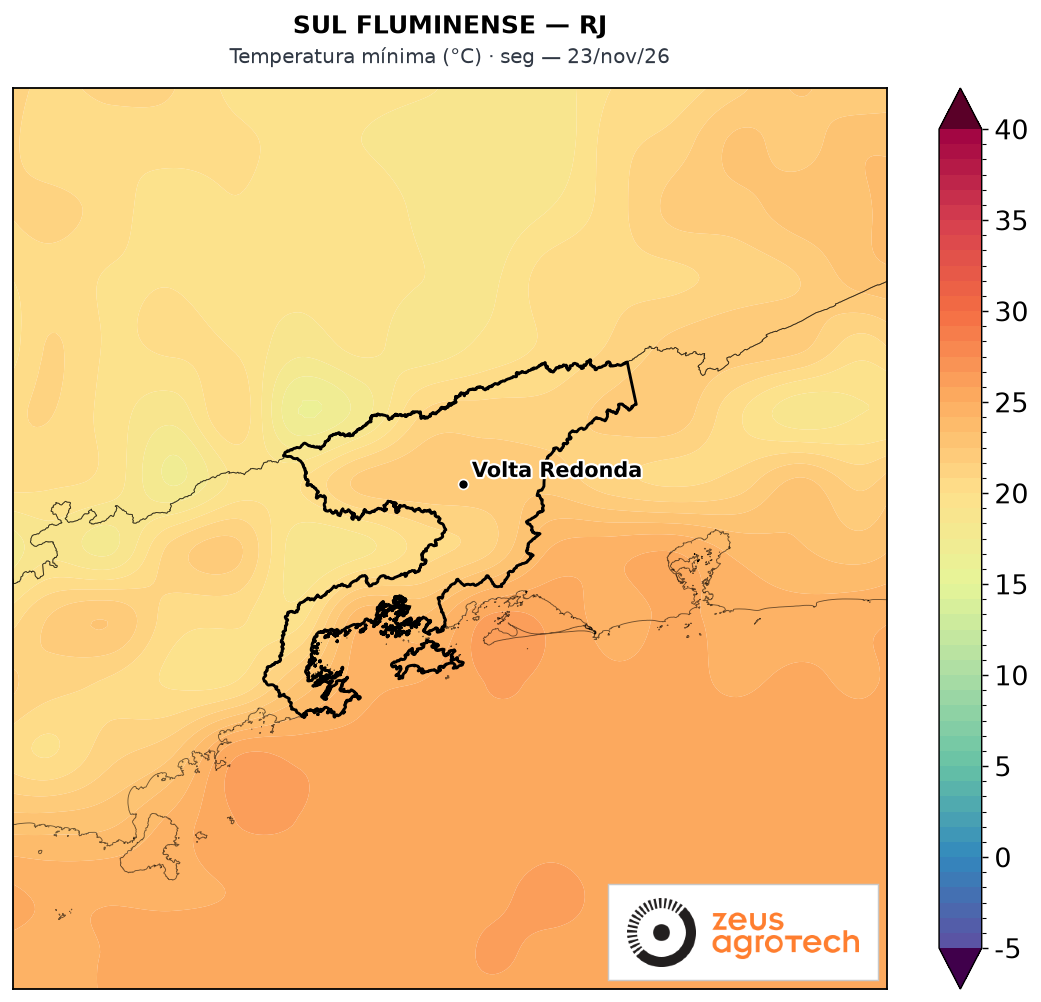 SUL FLUMINENSE — RJ
Temperatura mínima (°C) · seg — 23/nov/26
40
35
30
25
20
15
10
5
0
-5
Volta Redonda
zeus
agrotech